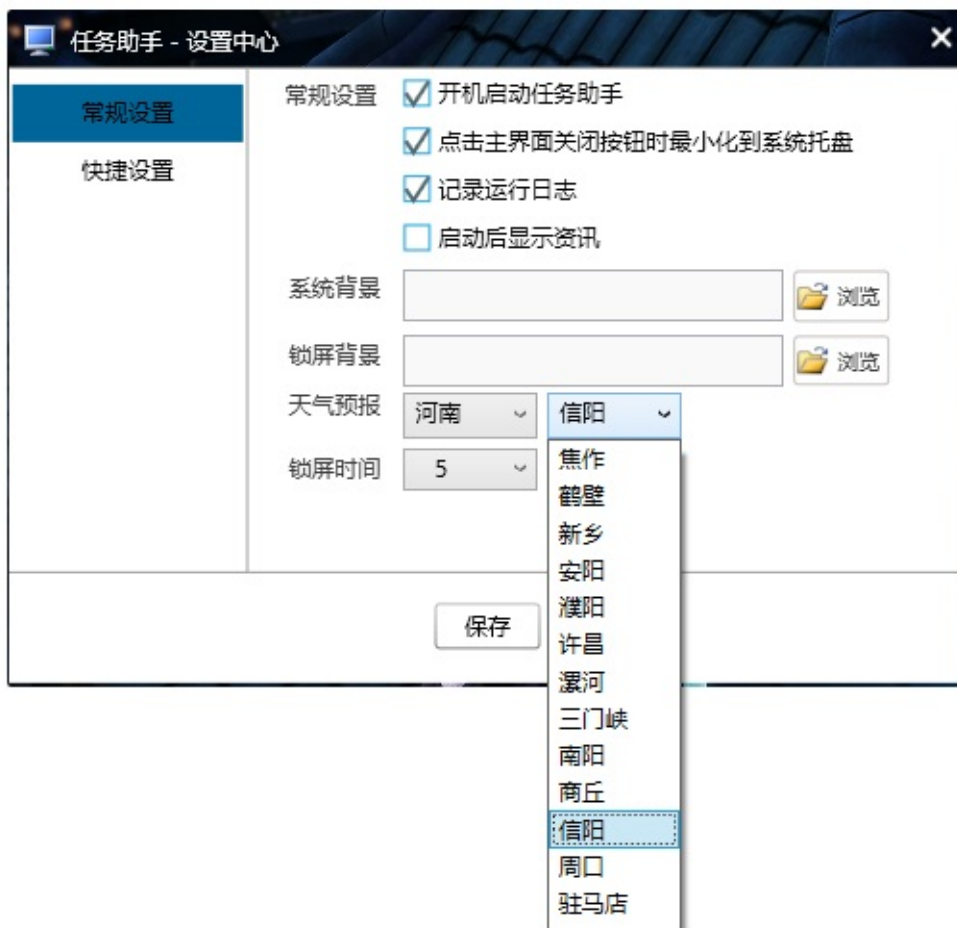 任务助手 - 设置中心
常规设置
快捷设置
常规设置 开机启动任务助手
点击主界面关闭按钮时最小化到系统托盘
记录运行日志
启动后显示资讯
系统背景 浏览
锁屏背景 浏览
天气预报 河南 信阳
锁屏时间 5
焦作
鹤壁
新乡
安阳
濮阳
许昌
漯河
三门峡
南阳
商丘
信阳
周口
驻马店
保存